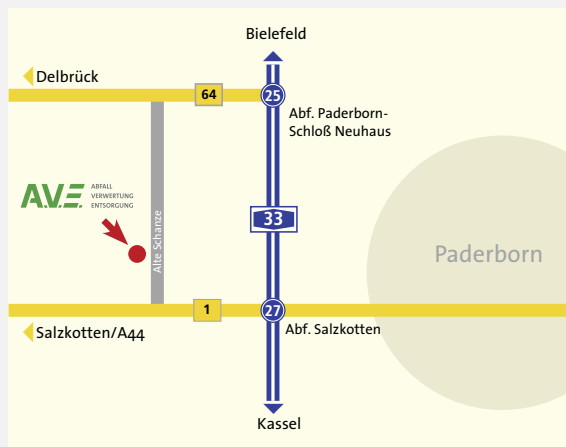 Bielefeld
Delbrück
64
25
Abf. Paderborn-
Schloß Neuhaus
A.V.E.
ABFALL
VERWERTUNG
ENTSORGUNG
Alte Schanze
33
Paderborn
1
27
Salzkotten/A44
Abf. Salzkotten
Kassel